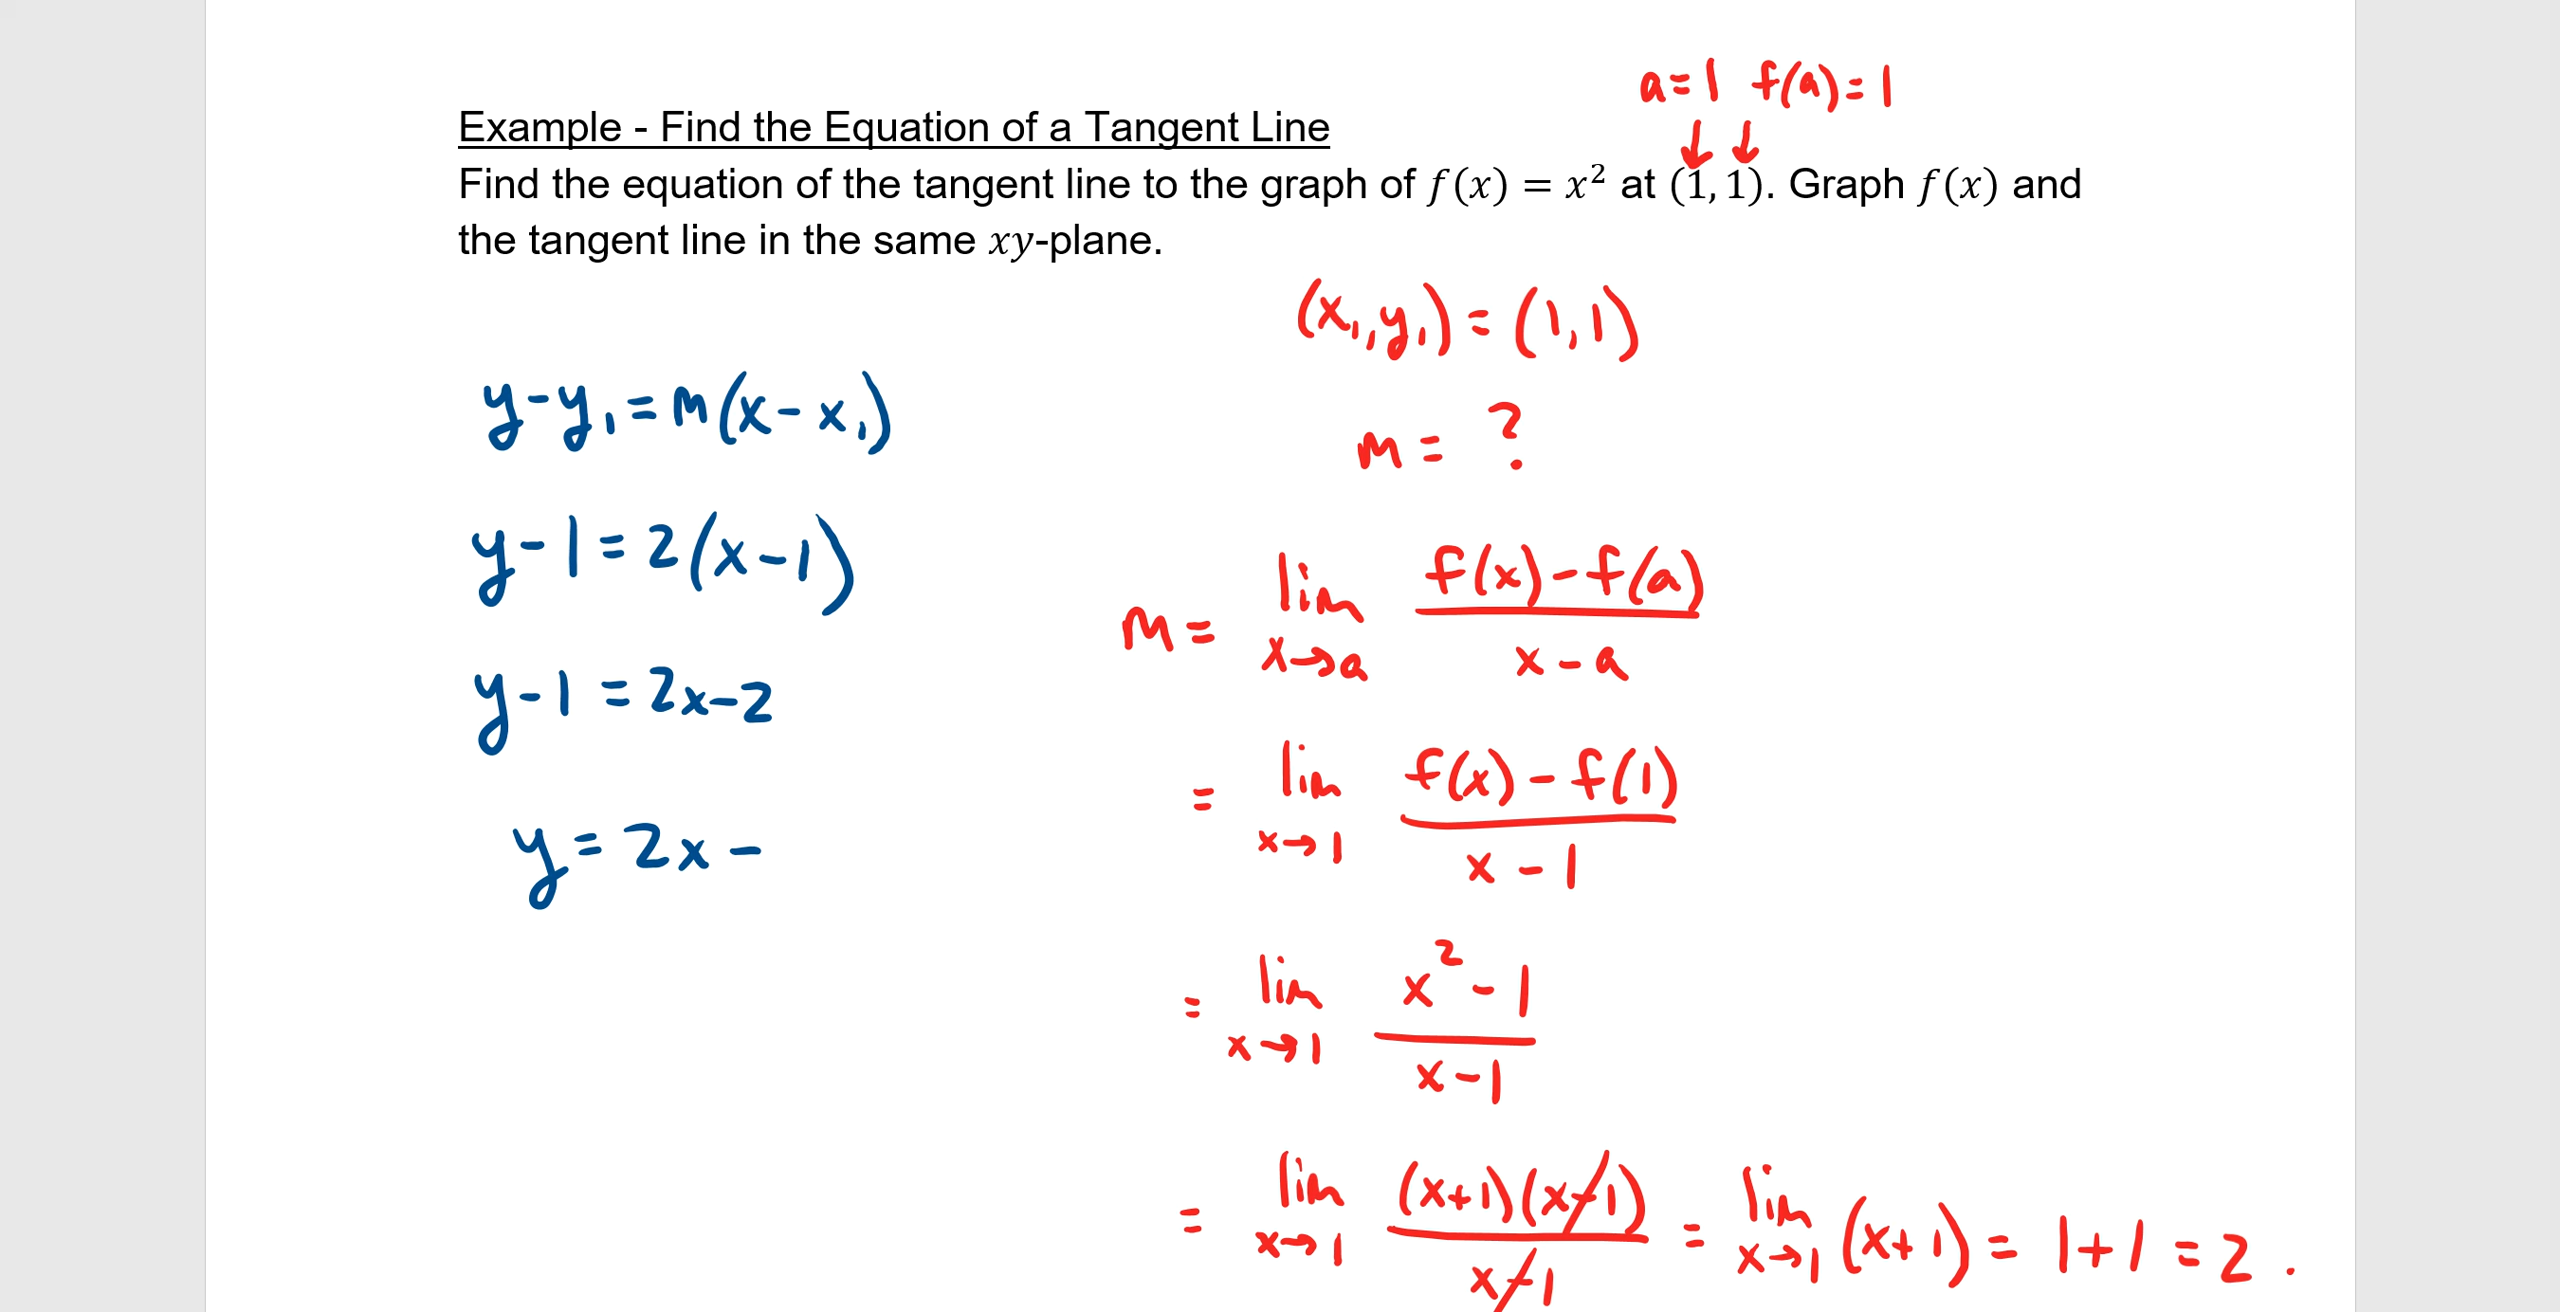 a=1 f(a)=1
↓ ↓
Example - Find the Equation of a Tangent Line
Find the equation of the tangent line to the graph of f(x) = x² at (1, 1). Graph f(x) and
the tangent line in the same xy-plane.
y-y₁=m(x-x₁)
y-1=2(x-1)
y-1=2x-2
y=2x-
(x₁,y₁)=(1,1)
m=?
m= lim x→a (f(x)-f(a))/(x-a)
= lim x→1 (f(x)-f(1))/(x-1)
= lim x→1 (x²-1)/(x-1)
= lim x→1 ((x+1)(x-1))/(x-1) = lim x→1 (x+1)=1+1=2.